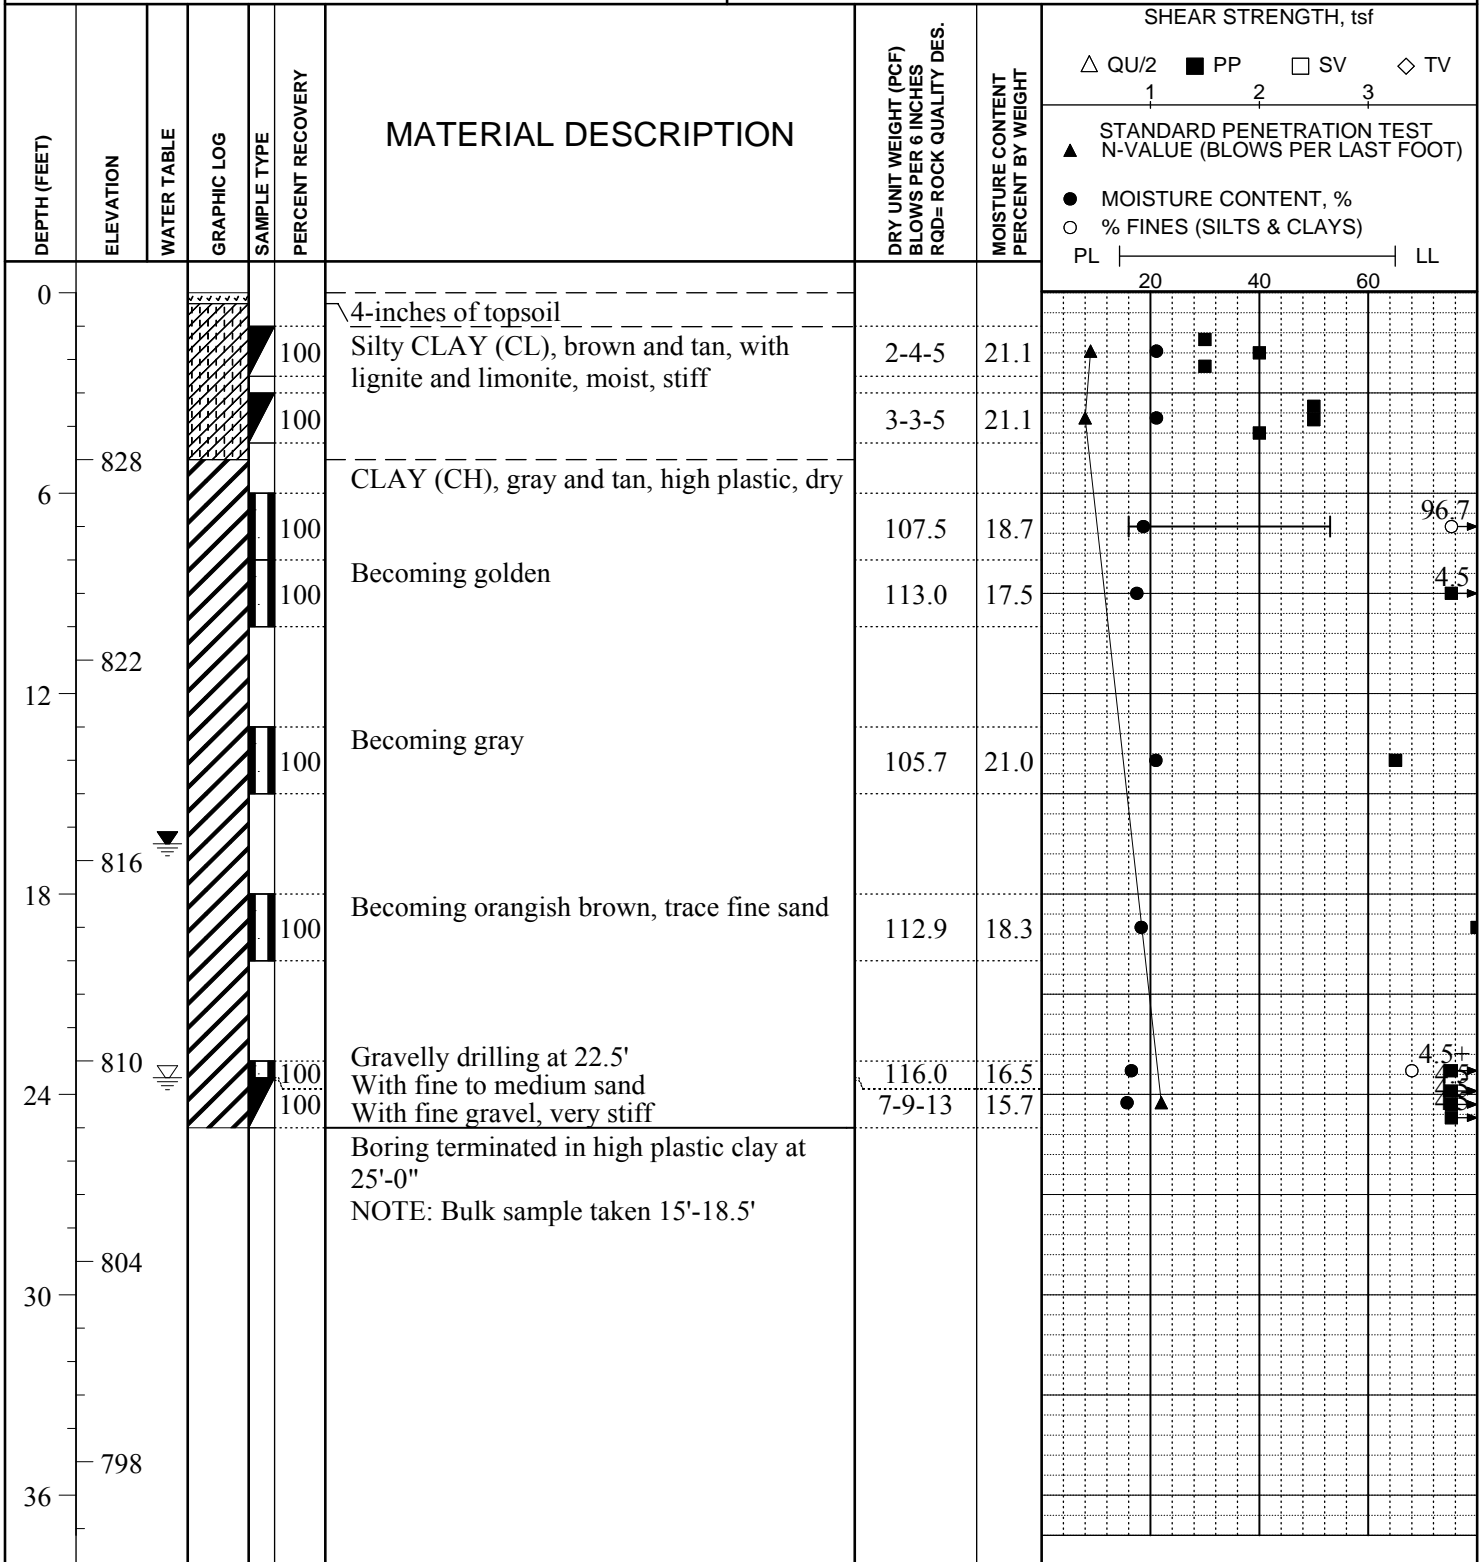 SHEAR STRENGTH, tsf
QU/2 PP SV TV
1 2 3
STANDARD PENETRATION TEST
N-VALUE (BLOWS PER LAST FOOT)
MOISTURE CONTENT, %
% FINES (SILTS & CLAYS)
PL LL
20 40 60
DEPTH (FEET)
ELEVATION
WATER TABLE
GRAPHIC LOG
SAMPLE TYPE
PERCENT RECOVERY
MATERIAL DESCRIPTION
DRY UNIT WEIGHT (PCF)
BLOWS PER 6 INCHES
RQD= ROCK QUALITY DES.
MOISTURE CONTENT
PERCENT BY WEIGHT
0
4-inches of topsoil
100 Silty CLAY (CL), brown and tan, with 2-4-5 21.1
lignite and limonite, moist, stiff
100 3-3-5 21.1
828
CLAY (CH), gray and tan, high plastic, dry
6
100 107.5 18.7 96.7
Becoming golden
100 113.0 17.5 4.5
822
12
Becoming gray
100 105.7 21.0
816
18
Becoming orangish brown, trace fine sand
100 112.9 18.3
810
Gravelly drilling at 22.5'
100 116.0 16.5 4.5+
With fine to medium sand
24
100 7-9-13 15.7
With fine gravel, very stiff
Boring terminated in high plastic clay at
25'-0"
NOTE: Bulk sample taken 15'-18.5'
804
30
798
36